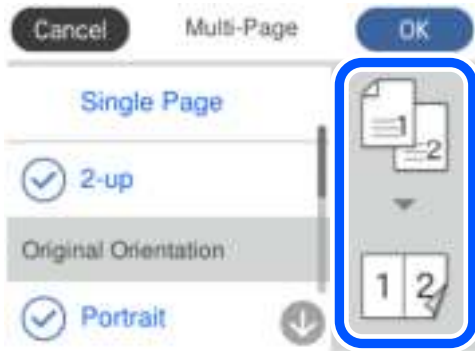 Cancel Multi-Page OK
Single Page
2-up
Original Orientation
Portrait
1
2
1 2